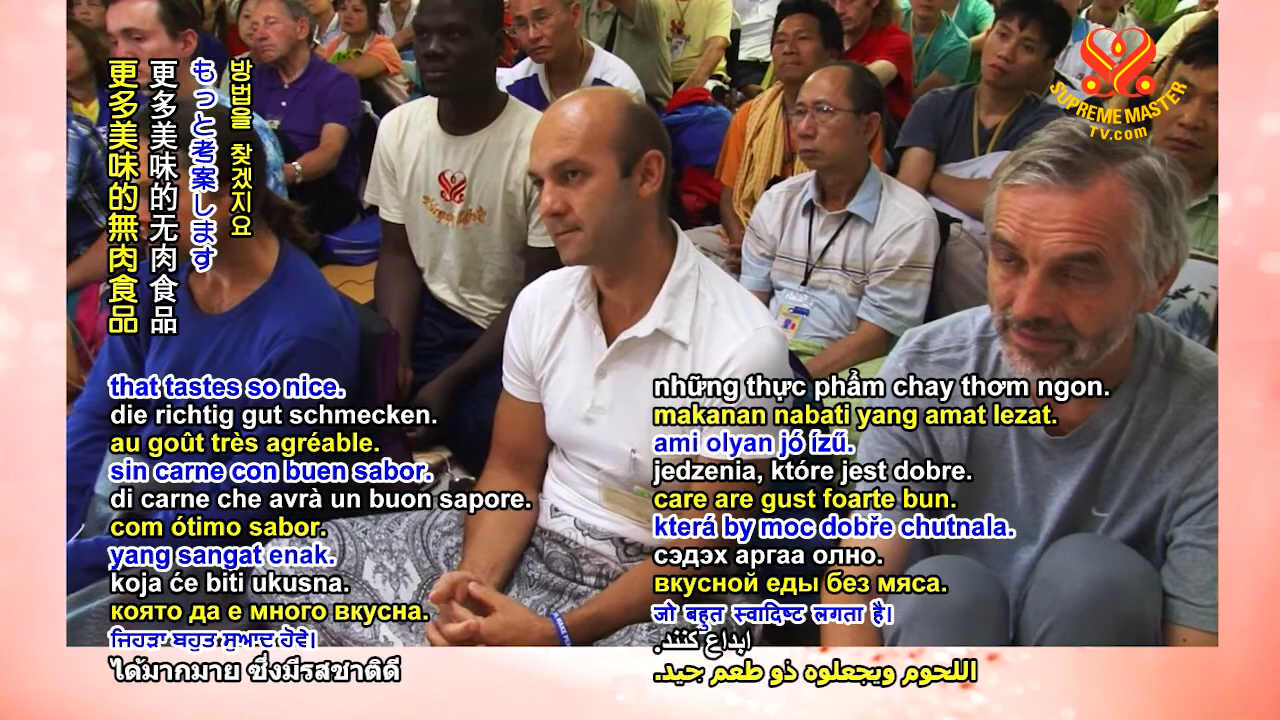 SUPREME MASTER
TV.com
방법을 찾겠지요
もっと考案します
更多美味的无肉食品
更多美味的無肉食品
that tastes so nice.
die richtig gut schmecken.
au goût très agréable.
sin carne con buen sabor.
di carne che avrà un buon sapore.
com ótimo sabor.
yang sangat enak.
koja će biti ukusna.
която да е много вкусна.
ਜਿਹੜਾ ਬਹੁਤ ਸੁਆਦ ਹੋਵੇ।
ได้มากมาย ซึ่งมีรสชาติดี
những thực phẩm chay thơm ngon.
makanan nabati yang amat lezat.
ami olyan jó ízű.
jedzenia, które jest dobre.
care are gust foarte bun.
která by moc dobře chutnala.
сэдэх аргаа олно.
вкусной еды без мяса.
जो बहुत स्वादिष्ट लगता है।
ابداع کنند.
اللحوم ويجعلوه ذو طعم جيد.